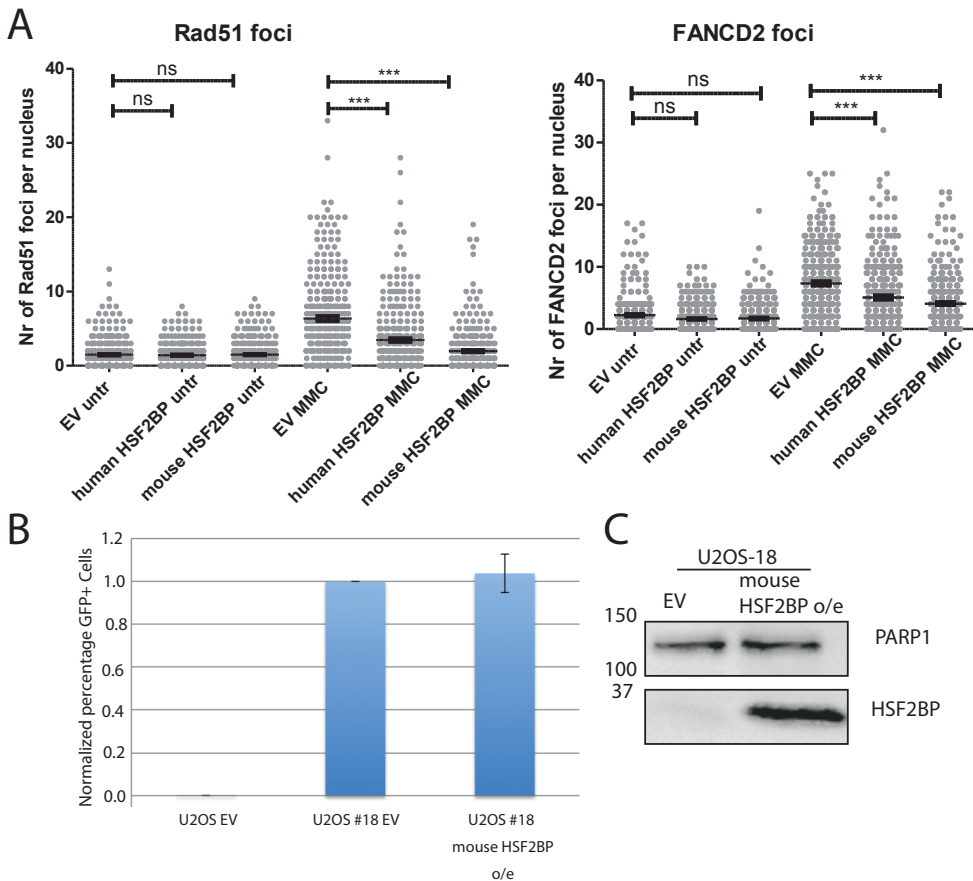 A
Rad51 foci
Nr of Rad51 foci per nucleus
40
30
20
10
0
ns
ns
***
***
EV untr
human HSF2BP untr
mouse HSF2BP untr
EV MMC
human HSF2BP MMC
mouse HSF2BP MMC
FANCD2 foci
Nr of FANCD2 foci per nucleus
40
30
20
10
0
ns
ns
***
***
EV untr
human HSF2BP untr
mouse HSF2BP untr
EV MMC
human HSF2BP MMC
mouse HSF2BP MMC
B
Normalized percentage GFP+ Cells
1.2
1.0
0.8
0.6
0.4
0.2
0.0
U2OS EV
U2OS #18 EV
U2OS #18
mouse HSF2BP
o/e
C
U2OS-18
EV
mouse
HSF2BP o/e
150
100
37
PARP1
HSF2BP